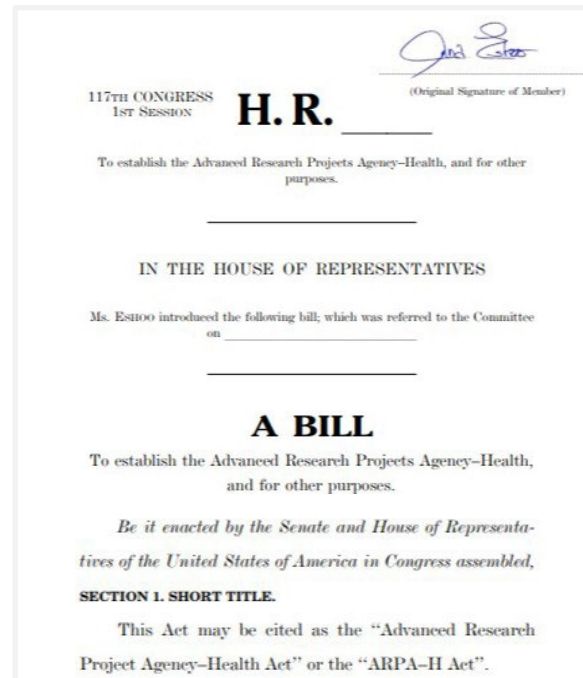 Anna Eshoo
(Original Signature of Member)
117TH CONGRESS
1ST SESSION
H. R.
To establish the Advanced Research Projects Agency–Health, and for other
purposes.
IN THE HOUSE OF REPRESENTATIVES
Ms. ESHOO introduced the following bill; which was referred to the Committee
on
A BILL
To establish the Advanced Research Projects Agency–Health,
and for other purposes.
Be it enacted by the Senate and House of Representa-
tives of the United States of America in Congress assembled,
SECTION 1. SHORT TITLE.
This Act may be cited as the “Advanced Research
Project Agency–Health Act” or the “ARPA–H Act”.